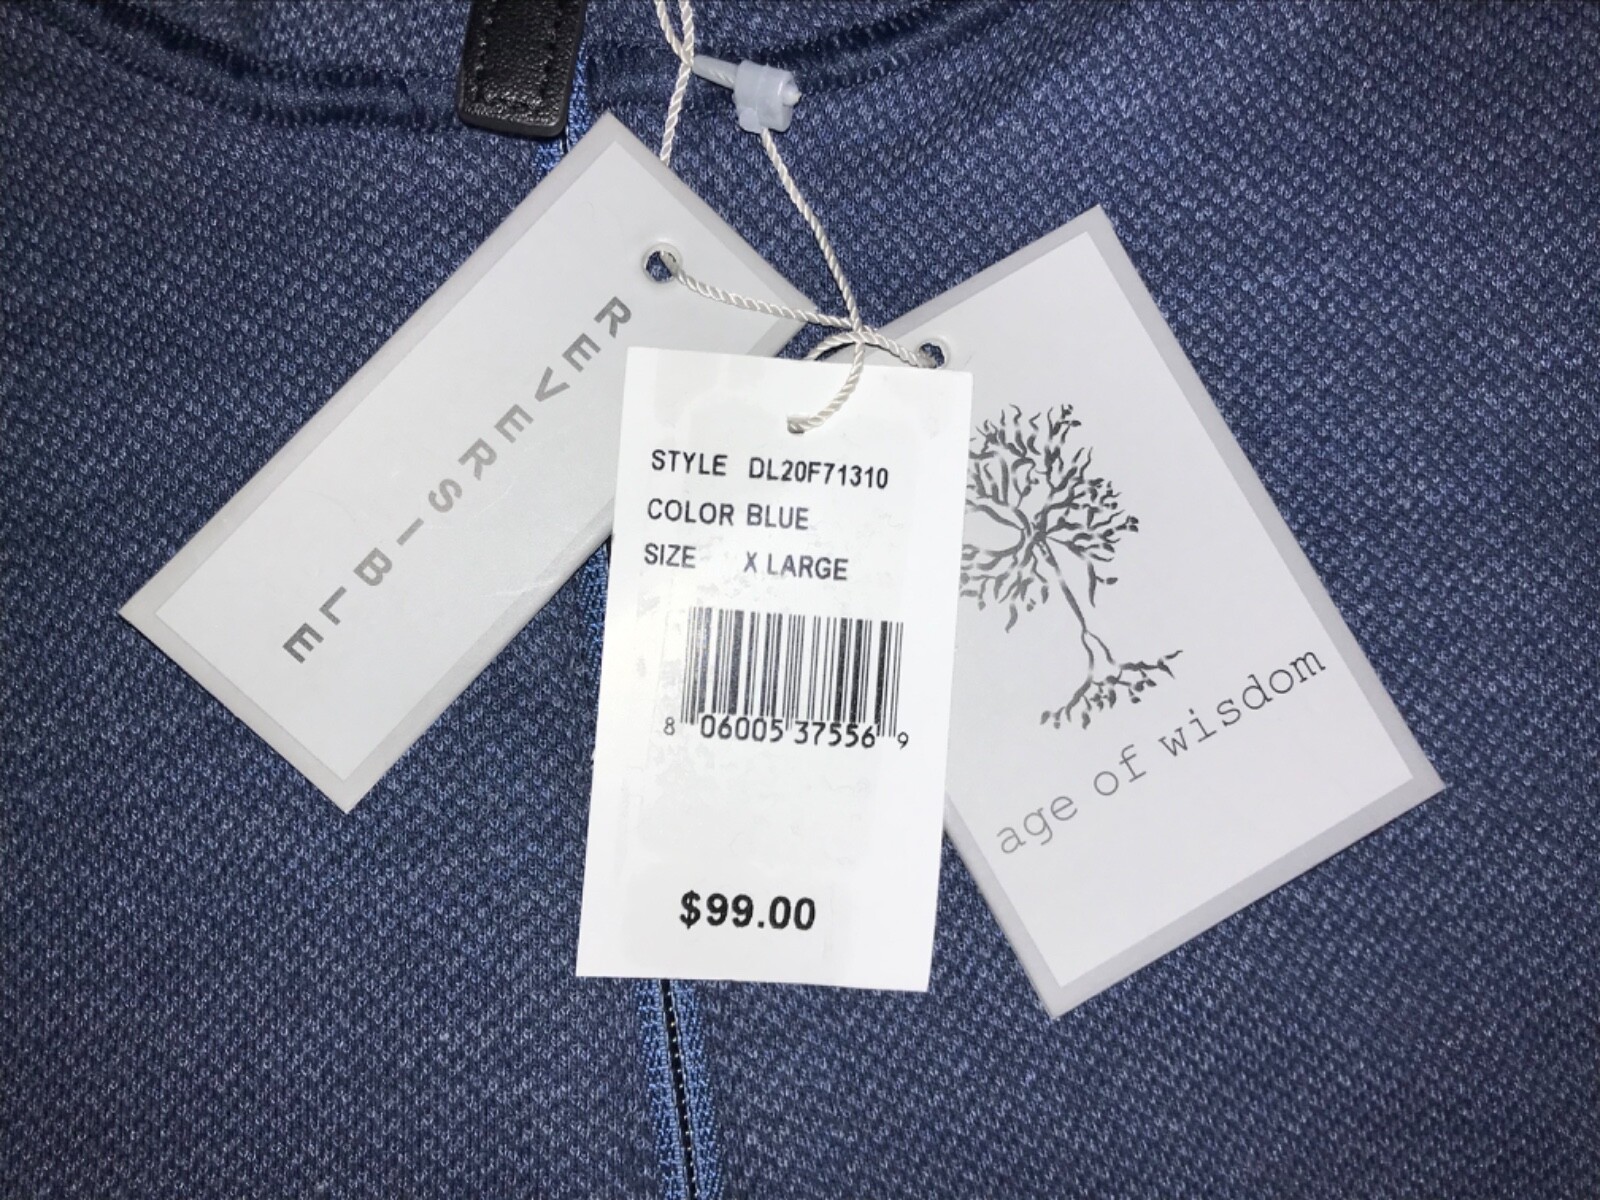 REVERSIBLE
STYLE DL20F71310
COLOR BLUE
SIZE X LARGE
8 06005 37556 9
$99.00
age of wisdom